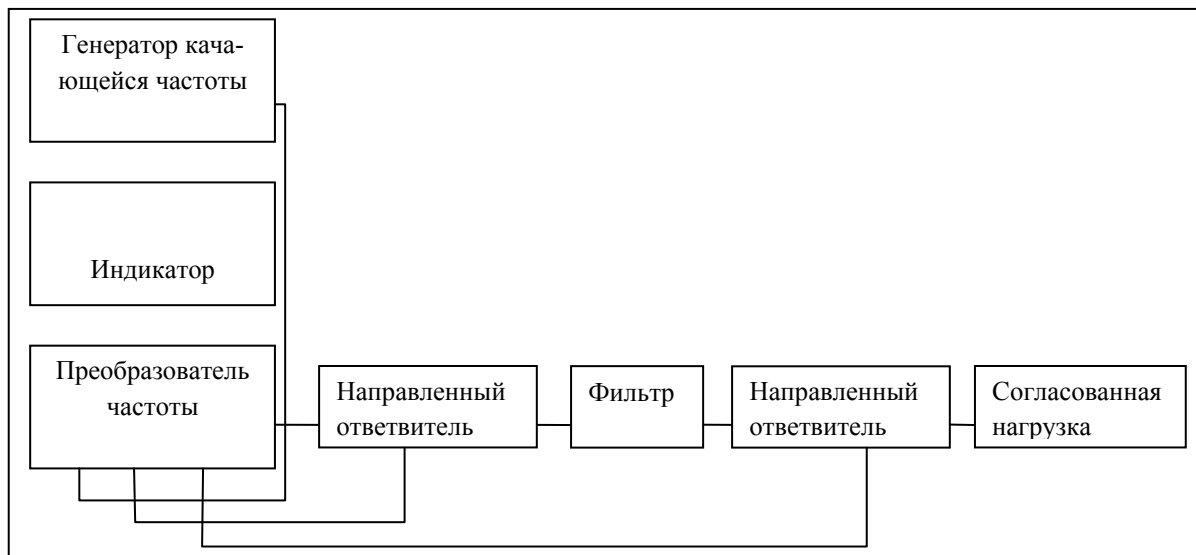 Генератор кача-
ющейся частоты
Индикатор
Преобразователь
частоты
Направленный
ответвитель
Фильтр
Направленный
ответвитель
Согласованная
нагрузка